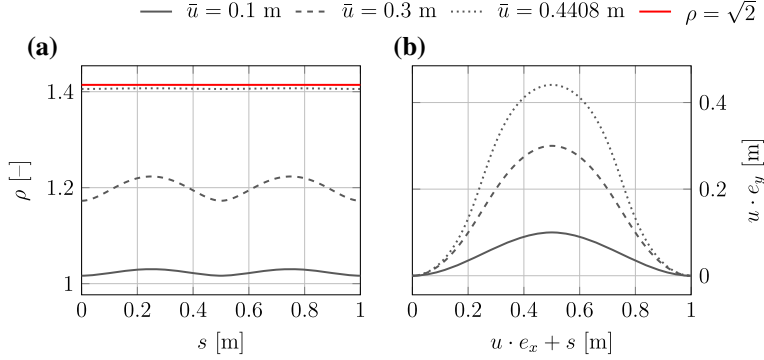 ū = 0.1 m ū = 0.3 m ū = 0.4408 m ρ = √2
(a) (b)
1.4
1.2
1
ρ [–]
0 0.2 0.4 0.6 0.8 1
s [m]
0.4
0.2
0
u · e_y [m]
0 0.2 0.4 0.6 0.8 1
u · e_x + s [m]